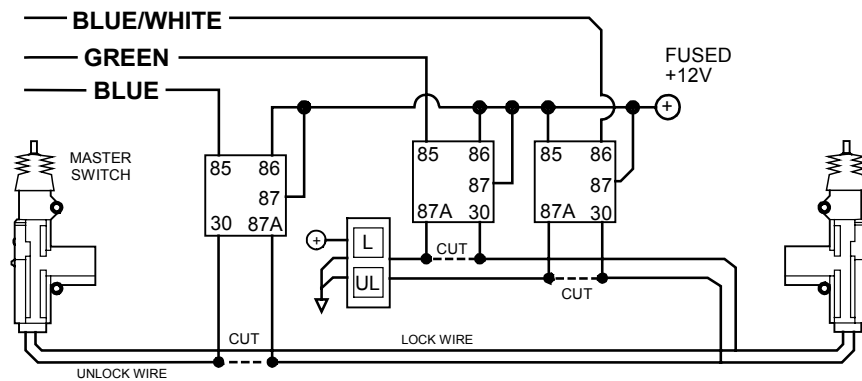 BLUE/WHITE
GREEN
BLUE
FUSED
+12V
+
MASTER
SWITCH
85 86
87
30 87A
85 86
87
87A 30
85 86
87
87A 30
+
L
UL
CUT
CUT
CUT
LOCK WIRE
UNLOCK WIRE